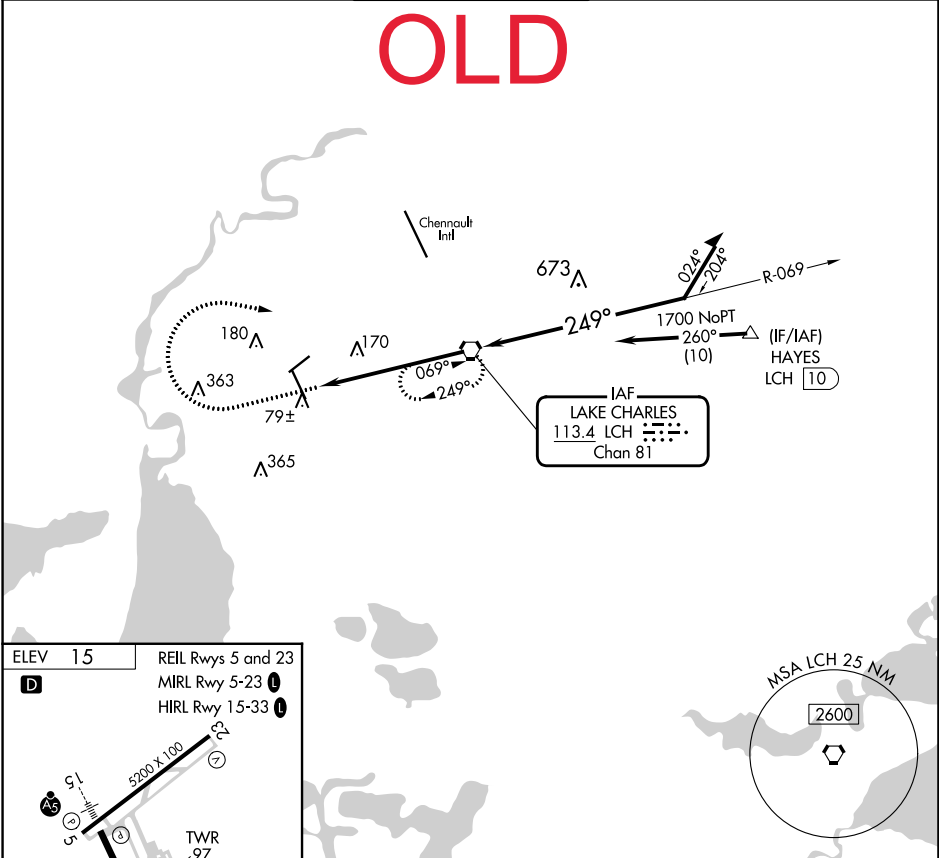 OLD
Chennault
Intl
673
024°
204°
R-069
249°
1700 NoPT
260°
(10)
(IF/IAF)
HAYES
LCH 10
180
170
363
069°
249°
79±
365
IAF
LAKE CHARLES
113.4 LCH
Chan 81
ELEV 15
D
REIL Rwys 5 and 23
MIRL Rwy 5-23 L
HIRL Rwy 15-33 L
23
5200 X 100
V
15
A5
P
5
P
TWR
97
MSA LCH 25 NM
2600